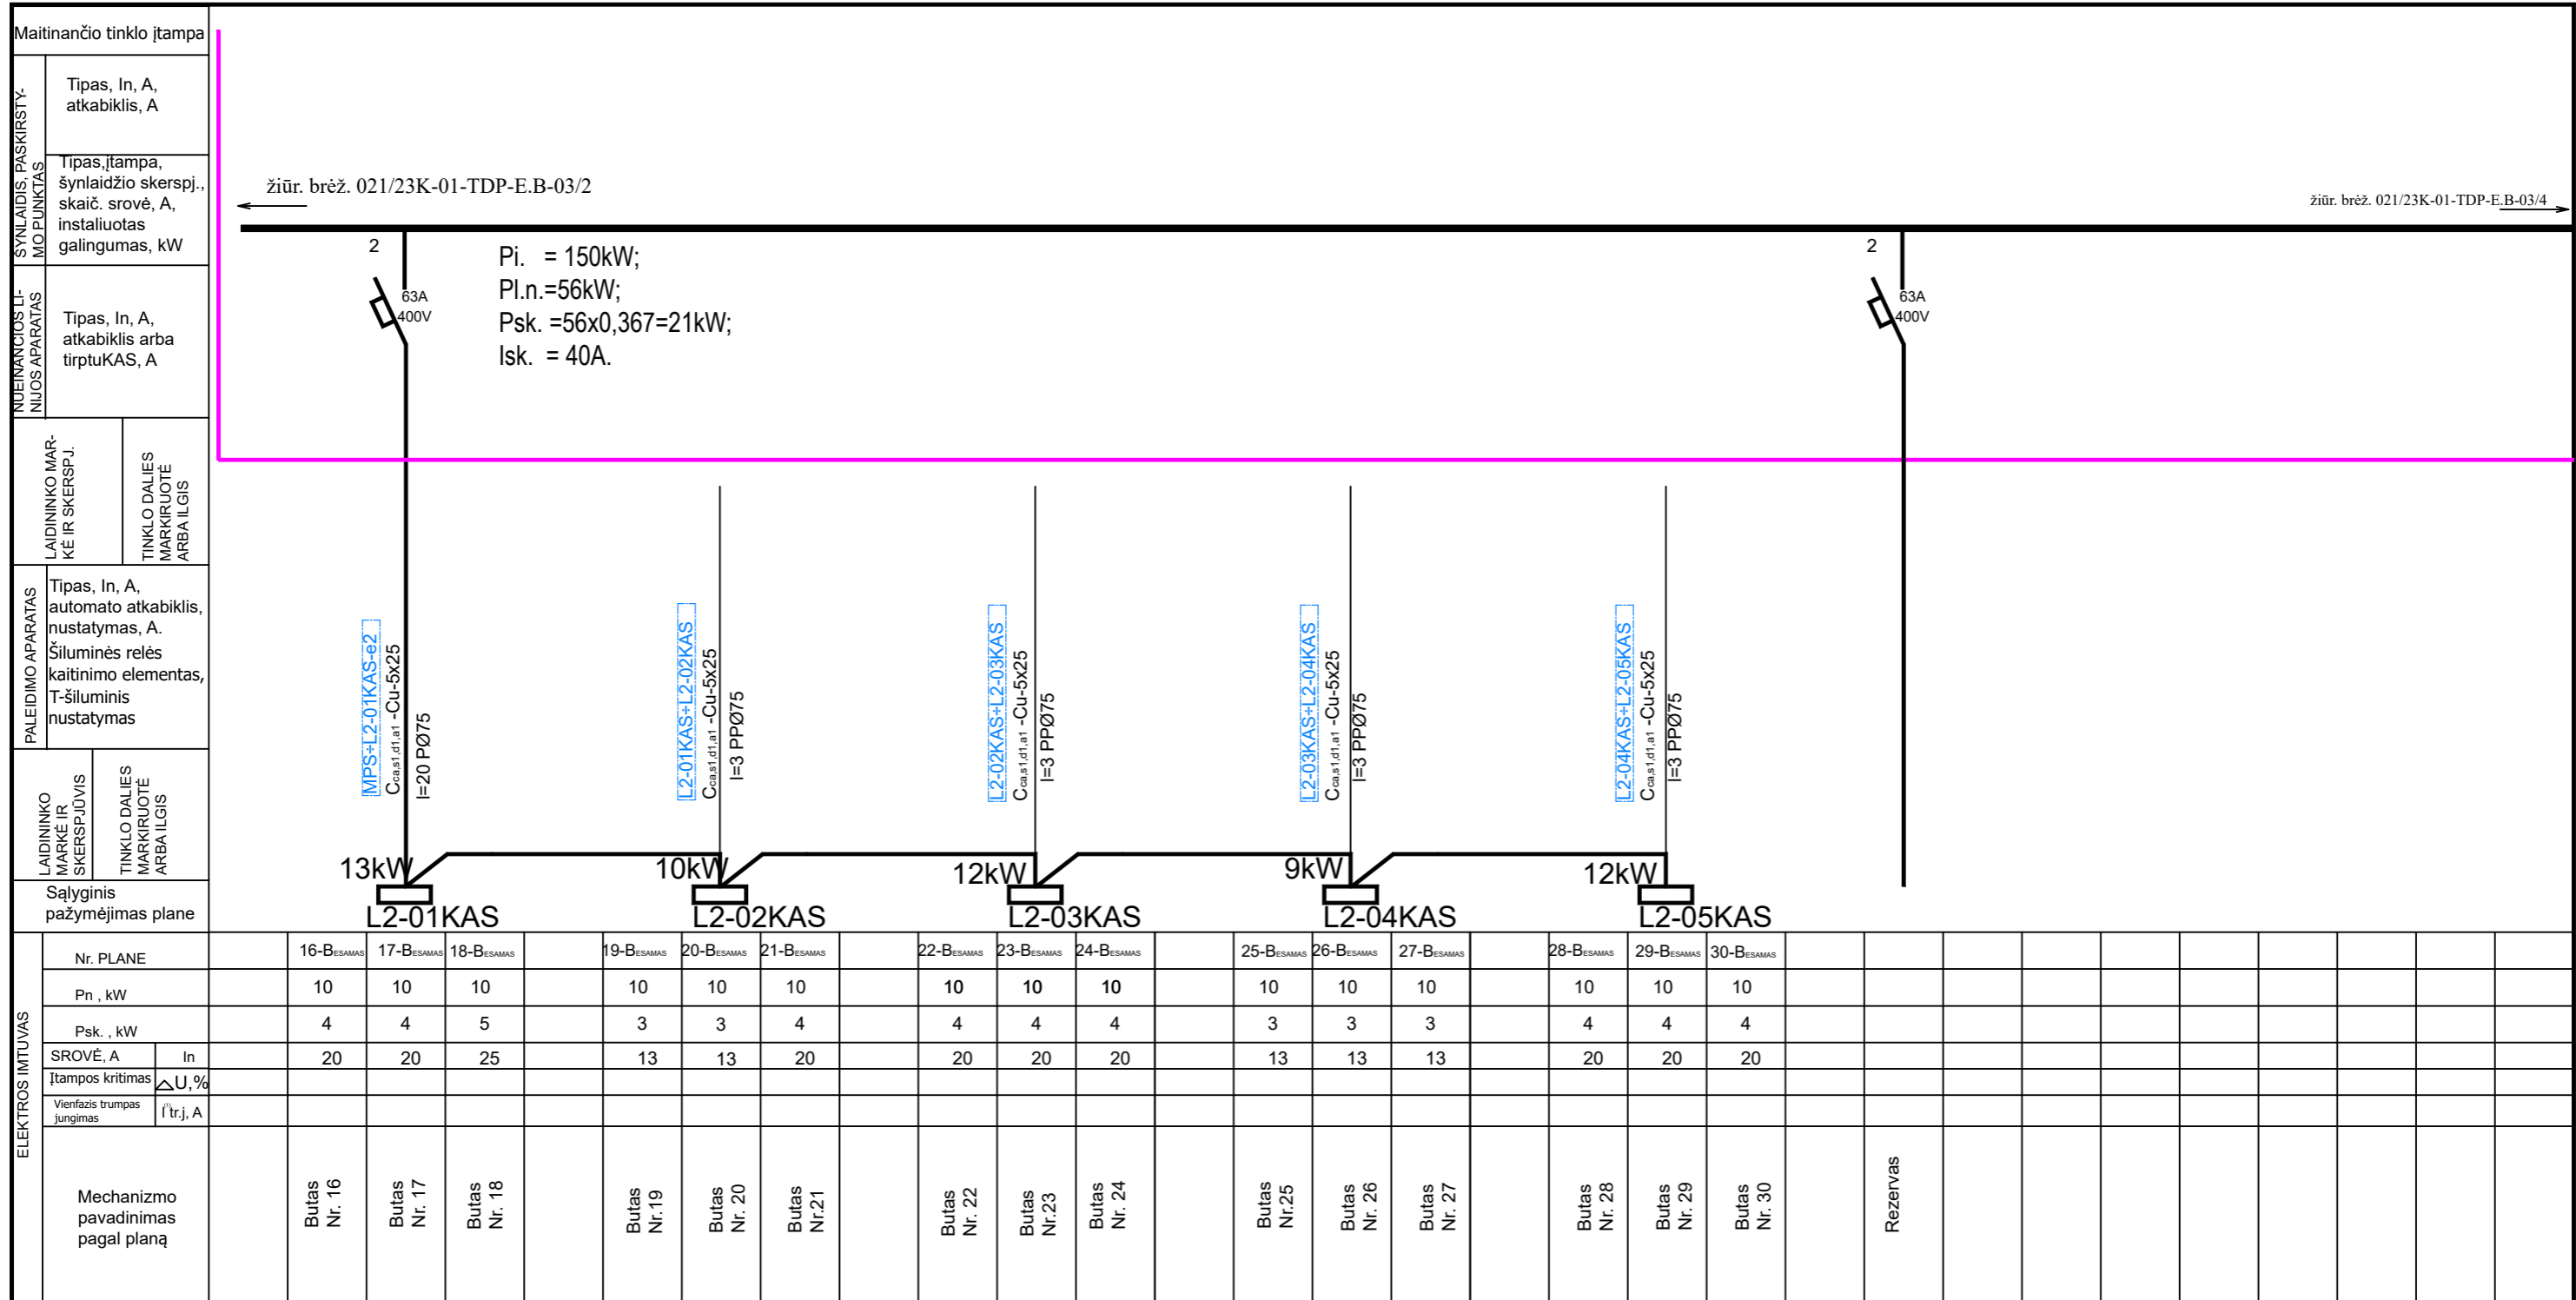 Maitinančio tinklo įtampa
ŠYNLAIDIS, PASKIRSTY-
MO PUNKTAS
Tipas, In, A,
atkabiklis, A
Tipas,įtampa,
šynlaidžio skerspj.,
skaič. srovė, A,
instaliuotas
galingumas, kW
NUEINANČIOS LI-
NIJOS APARATAS
Tipas, In, A,
atkabiklis arba
tirptuKAS, A
LAIDININKO MAR-
KĖ IR SKERSPJ.
TINKLO DALIES
MARKIRUOTĖ
ARBA ILGIS
PALEIDIMO APARATAS
Tipas, In, A,
automato atkabiklis,
nustatymas, A.
Šiluminės relės
kaitinimo elementas,
T-šiluminis
nustatymas
LAIDININKO
MARKĖ IR
SKERSPJŪVIS
TINKLO DALIES
MARKIRUOTĖ
ARBA ILGIS
Sąlyginis
pažymėjimas plane
žiūr. brėž. 021/23K-01-TDP-E.B-03/2
žiūr. brėž. 021/23K-01-TDP-E.B-03/4
2
63A
400V
Pi. = 150kW;
Pl.n.=56kW;
Psk. =56x0,367=21kW;
Isk. = 40A.
2
63A
400V
MPS÷L2-01KAS-e2
Cca,s1,d1,a1 -Cu-5x25
l=20 PØ75
L2-01KAS÷L2-02KAS
Cca,s1,d1,a1 -Cu-5x25
l=3 PPØ75
L2-02KAS÷L2-03KAS
Cca,s1,d1,a1 -Cu-5x25
l=3 PPØ75
L2-03KAS÷L2-04KAS
Cca,s1,d1,a1 -Cu-5x25
l=3 PPØ75
L2-04KAS÷L2-05KAS
Cca,s1,d1,a1 -Cu-5x25
l=3 PPØ75
13kW 10kW 12kW 9kW 12kW
L2-01KAS L2-02KAS L2-03KAS L2-04KAS L2-05KAS
ELEKTROS IMTUVAS
Nr. PLANE 16-BESAMAS 17-BESAMAS 18-BESAMAS 19-BESAMAS 20-BESAMAS 21-BESAMAS 22-BESAMAS 23-BESAMAS 24-BESAMAS 25-BESAMAS 26-BESAMAS 27-BESAMAS 28-BESAMAS 29-BESAMAS 30-BESAMAS
Pn , kW 10 10 10 10 10 10 10 10 10 10 10 10 10 10 10
Psk. , kW 4 4 5 3 3 4 4 4 4 3 3 3 4 4 4
SROVĖ, A In 20 20 25 13 13 20 20 20 20 13 13 13 20 20 20
Įtampos kritimas △U,%
Vienfazis trumpas
jungimas
I⁽¹⁾tr.j, A
Mechanizmo
pavadinimas
pagal planą
Butas
Nr. 16
Butas
Nr. 17
Butas
Nr. 18
Butas
Nr.19
Butas
Nr. 20
Butas
Nr.21
Butas
Nr. 22
Butas
Nr.23
Butas
Nr. 24
Butas
Nr.25
Butas
Nr. 26
Butas
Nr. 27
Butas
Nr. 28
Butas
Nr. 29
Butas
Nr. 30
Rezervas